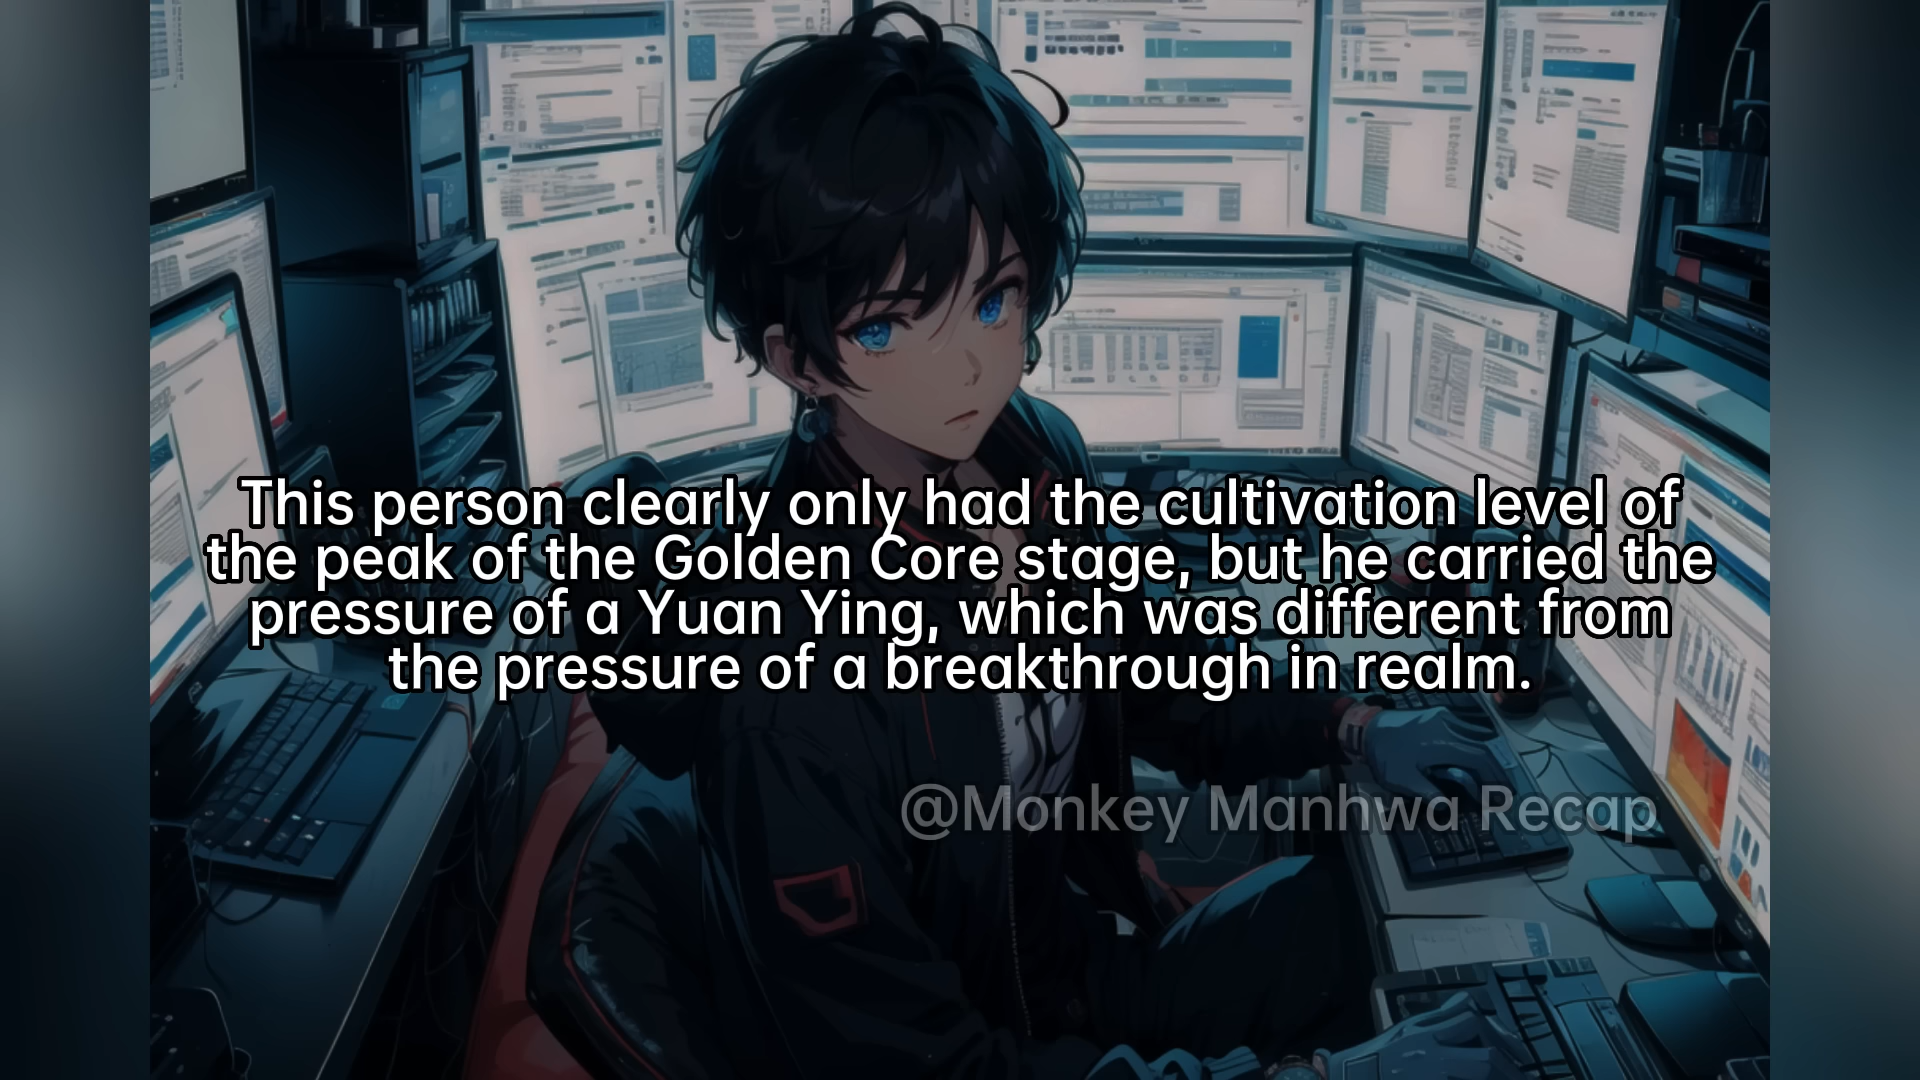 This person clearly only had the cultivation level of
the peak of the Golden Core stage, but he carried the
pressure of a Yuan Ying, which was different from
the pressure of a breakthrough in realm.
@Monkey Manhwa Recap